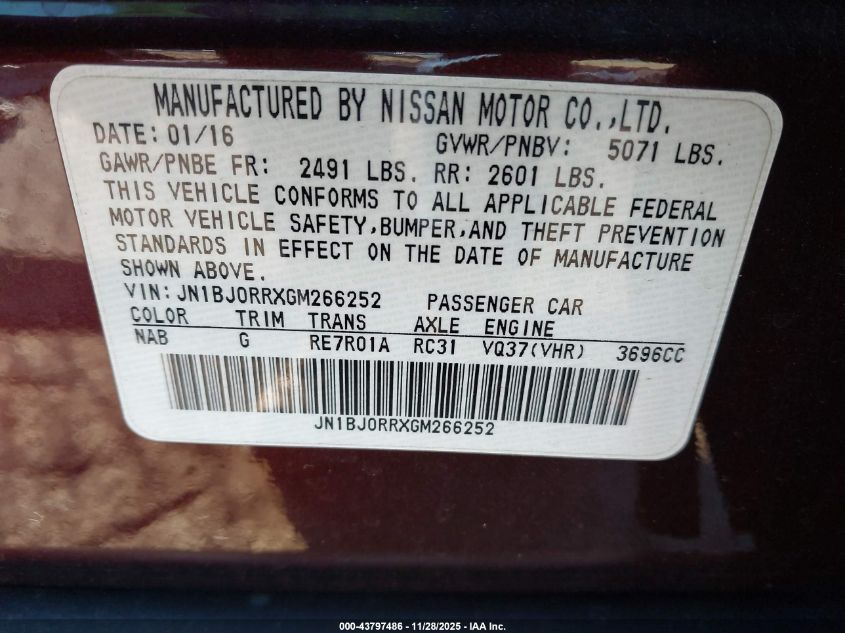 MANUFACTURED BY NISSAN MOTOR CO.,LTD.
DATE: 01/16 GVWR/PNBV: 5071 LBS.
GAWR/PNBE FR: 2491 LBS. RR: 2601 LBS.
THIS VEHICLE CONFORMS TO ALL APPLICABLE FEDERAL
MOTOR VEHICLE SAFETY,BUMPER,AND THEFT PREVENTION
STANDARDS IN EFFECT ON THE DATE OF MANUFACTURE
SHOWN ABOVE.
VIN: JN1BJ0RRXGM266252 PASSENGER CAR
COLOR TRIM TRANS AXLE ENGINE
NAB G RE7R01A RC31 VQ37(VHR) 3696CC
JN1BJ0RRXGM266252
000-43797486 - 11/28/2025 - IAA Inc.